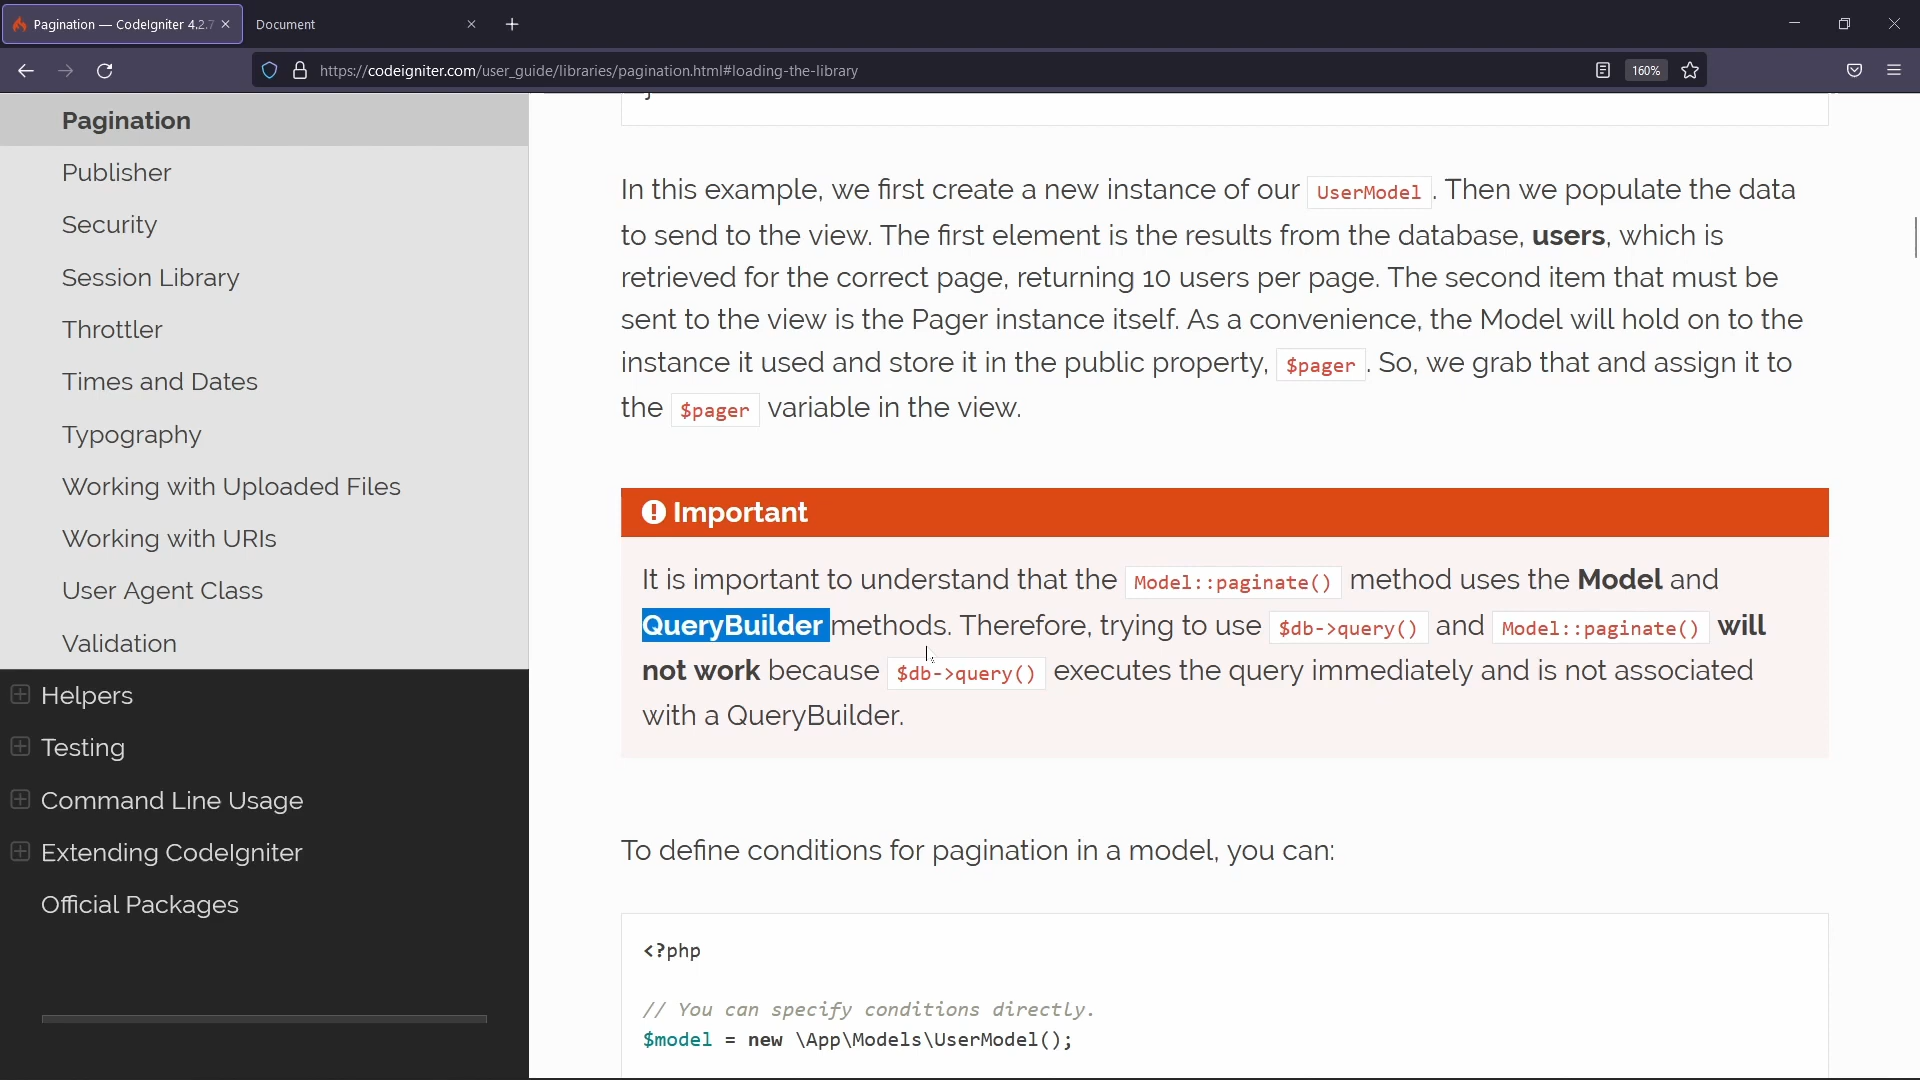 Pagination — CodeIgniter 4.2.7
Document
https://codeigniter.com/user_guide/libraries/pagination.html#loading-the-library
160%
Pagination
Publisher
Security
Session Library
Throttler
Times and Dates
Typography
Working with Uploaded Files
Working with URIs
User Agent Class
Validation
Helpers
Testing
Command Line Usage
Extending CodeIgniter
Official Packages
}
In this example, we first create a new instance of our UserModel. Then we populate the data
to send to the view. The first element is the results from the database, users, which is
retrieved for the correct page, returning 10 users per page. The second item that must be
sent to the view is the Pager instance itself. As a convenience, the Model will hold on to the
instance it used and store it in the public property, $pager. So, we grab that and assign it to
the $pager variable in the view.
Important
It is important to understand that the Model::paginate() method uses the Model and
QueryBuilder methods. Therefore, trying to use $db->query() and Model::paginate() will
not work because $db->query() executes the query immediately and is not associated
with a QueryBuilder.
To define conditions for pagination in a model, you can:
<?php
// You can specify conditions directly.
$model = new \App\Models\UserModel();